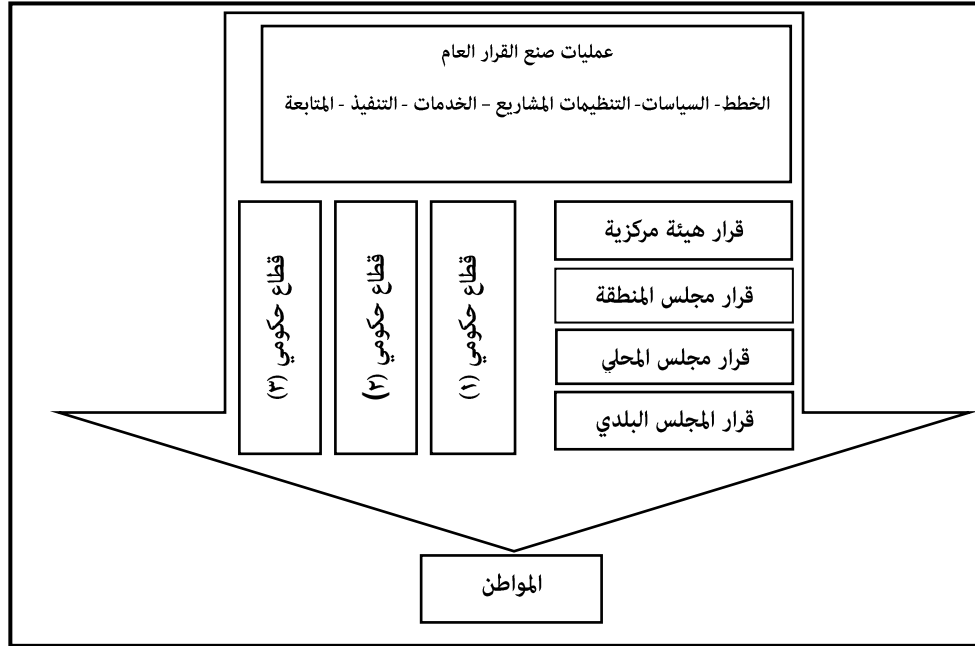 عمليات صنع القرار العام
الخطط- السياسات- التنظيمات المشاريع – الخدمات - التنفيذ - المتابعة
قرار هيئة مركزية
قرار مجلس المنطقة
قرار مجلس المحلي
قرار المجلس البلدي
قطاع حكومي (١)
قطاع حكومي (٢)
قطاع حكومي (٣)
المواطن